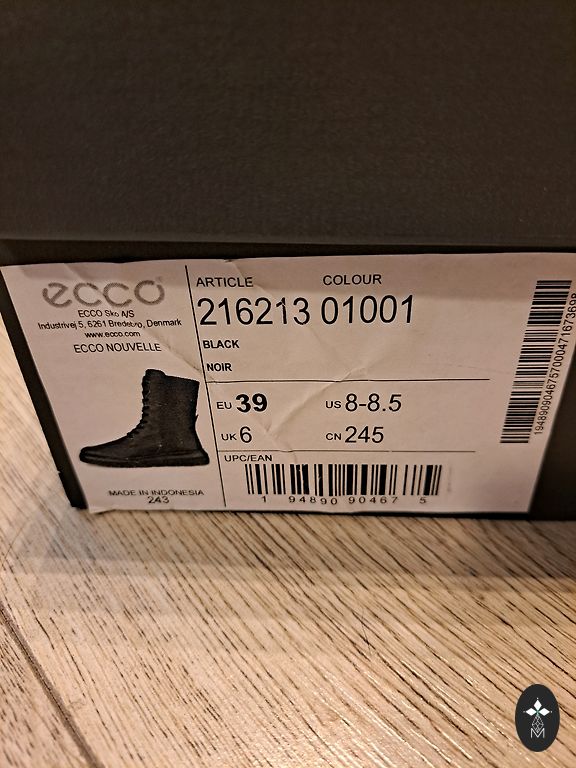 ecco
ECCO Sko A/S
Industrivej 5, 6261 Bredebro, Denmark
www.ecco.com
ECCO NOUVELLE
MADE IN INDONESIA
243
ARTICLE COLOUR
216213 01001
BLACK
NOIR
EU 39 US 8-8.5
UK 6 CN 245
UPC/EAN
1 94890 90467 5
M